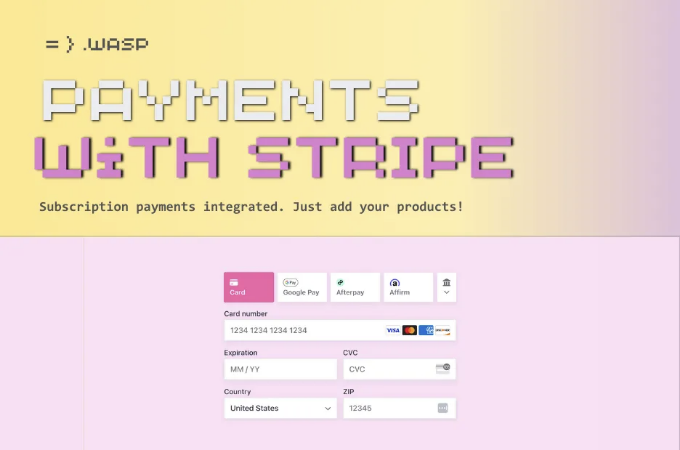 = } .WASP
PAYMENTS
WiTH STRIPE
Subscription payments integrated. Just add your products!
Card
Google Pay
Afterpay
Affirm
Card number
1234 1234 1234 1234
VISA
Expiration
CVC
MM / YY
CVC
Country
ZIP
United States
12345